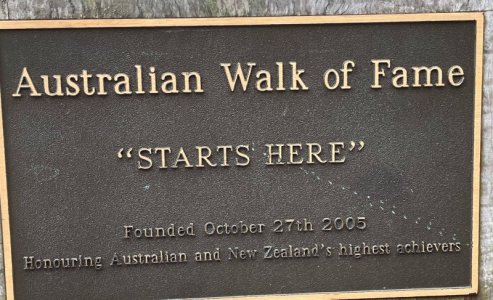 Australian Walk of Fame
“STARTS HERE”
Founded October 27th 2005
Honouring Australian and New Zealand's highest achievers